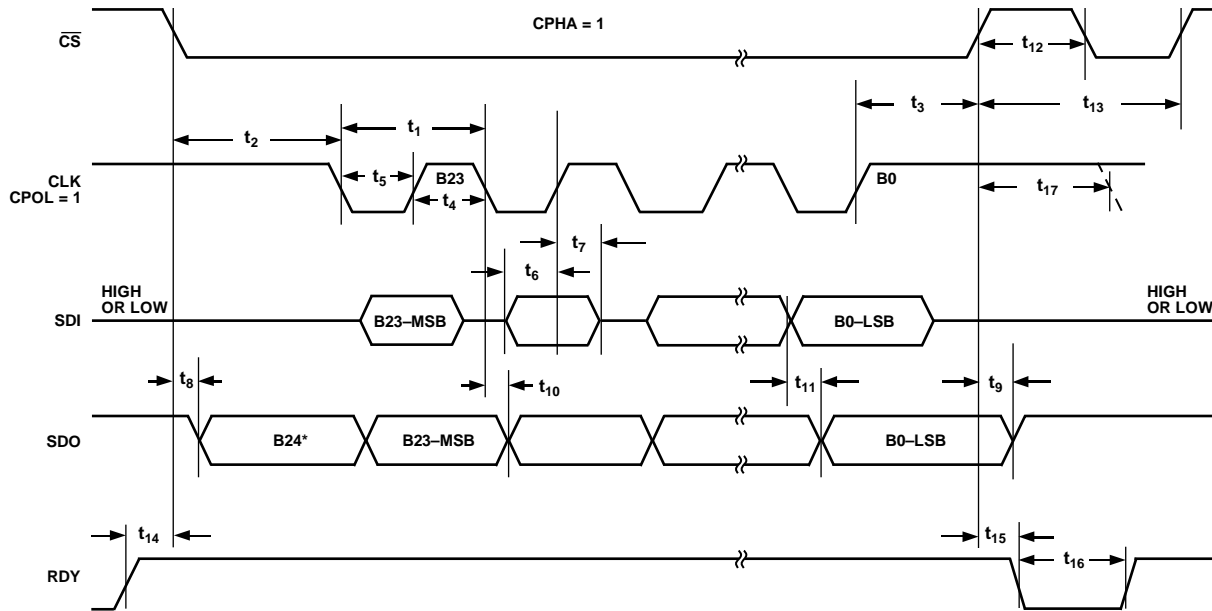 CPHA = 1
CS
t12
t3
t13
t1
t2
CLK
CPOL = 1
t5
B23
t4
B0
t17
t7
t6
HIGH
OR LOW
SDI
B23–MSB
B0–LSB
HIGH
OR LOW
t8
t10
t11
t9
SDO
B24*
B23–MSB
B0–LSB
t14
t15
t16
RDY